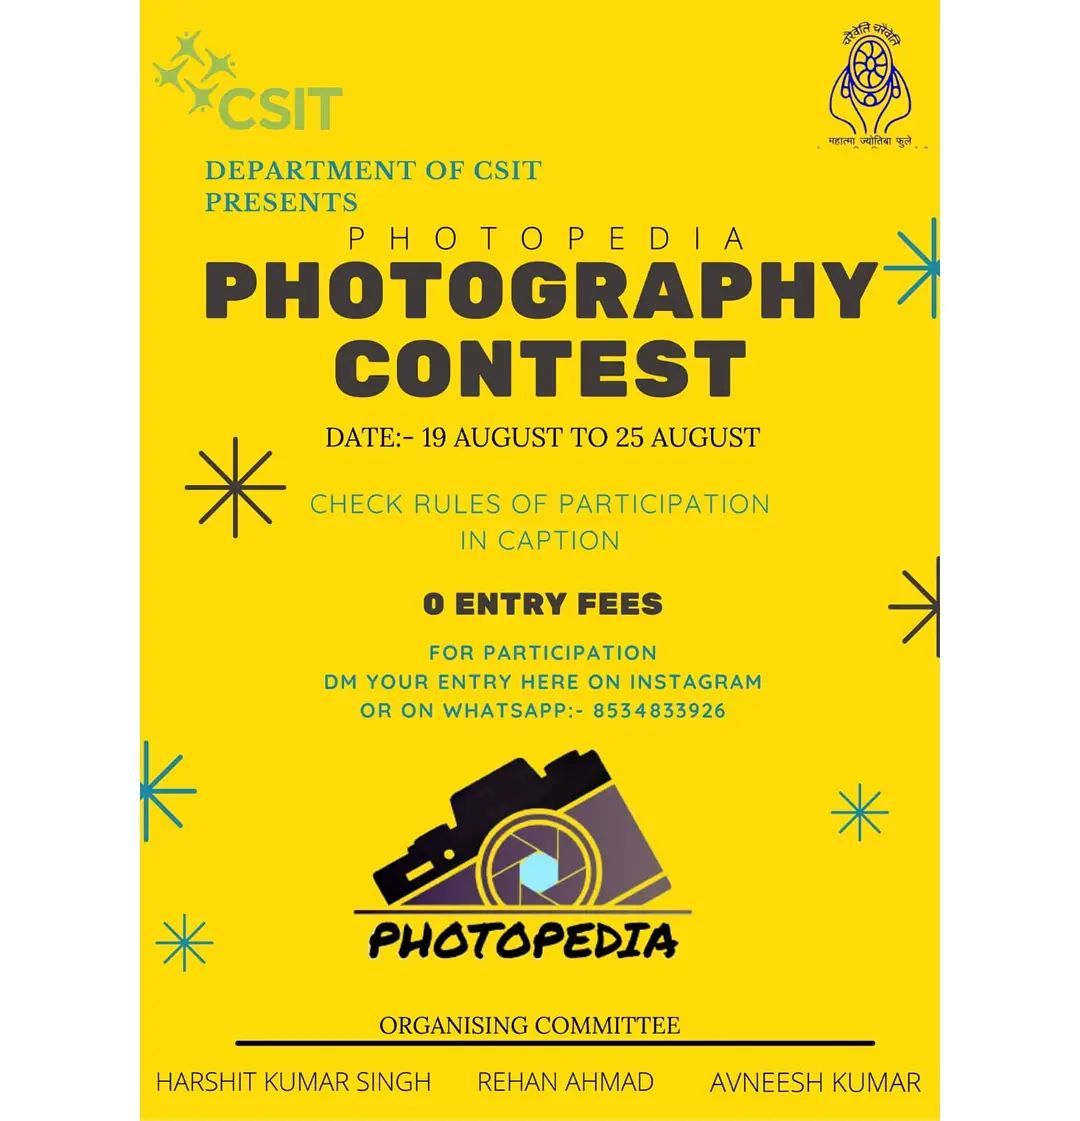 CSIT
चरैवेति चरैवेति
महात्मा ज्योतिबा फुले
DEPARTMENT OF CSIT
PRESENTS
PHOTOPEDIA
PHOTOGRAPHY
CONTEST
DATE:- 19 AUGUST TO 25 AUGUST
CHECK RULES OF PARTICIPATION
IN CAPTION
0 ENTRY FEES
FOR PARTICIPATION
DM YOUR ENTRY HERE ON INSTAGRAM
OR ON WHATSAPP:- 8534833926
PHOTOPEDIA
ORGANISING COMMITTEE
HARSHIT KUMAR SINGH REHAN AHMAD AVNEESH KUMAR